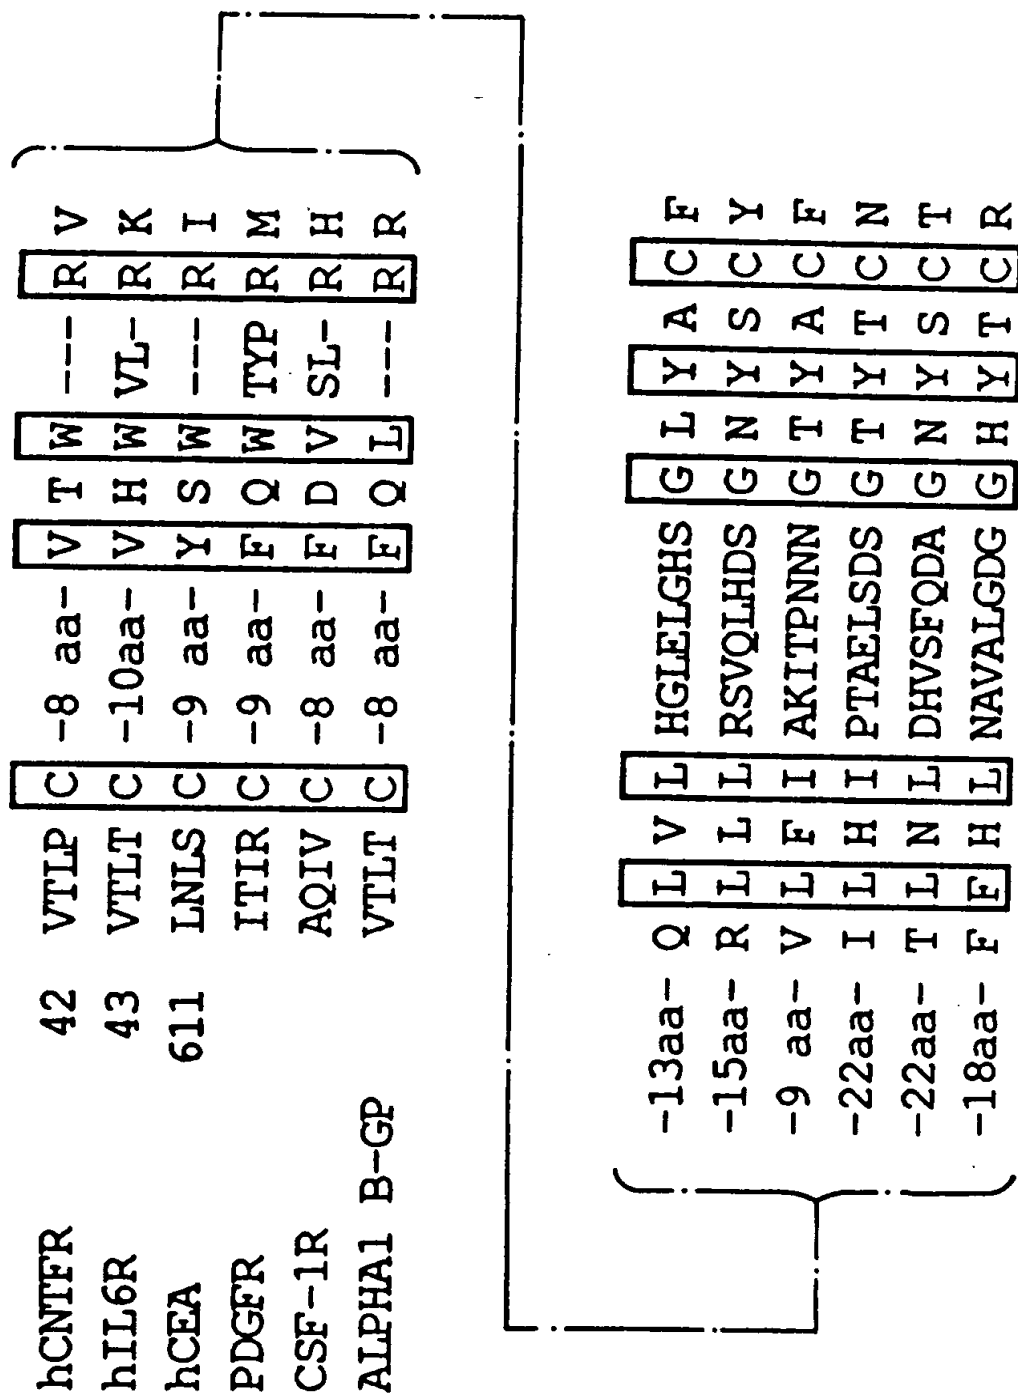 hCNTFR 42 VTLP C -8 aa- V T W --- R V
hIL6R 43 VTLT C -10aa- V H W VL- R K
hCEA 611 LNLS C -9 aa- Y S W --- R I
PDGFR ITIR C -9 aa- F Q W TYP R M
CSF-1R AQIV C -8 aa- F D V SL- R H
ALPHA1 B-GP VTLT C -8 aa- F Q L --- R R
-13aa- Q L V L HGLELGHS G L Y A C F
-15aa- R L L L RSVQLHDS G N Y S C Y
-9 aa- V L F I AKITPNNN G T Y A C F
-22aa- I L H I PTAELSDS G T Y T C N
-22aa- T L N L DHVSFQDA G N Y S C T
-18aa- F F H L NAVALGDG G H Y T C R